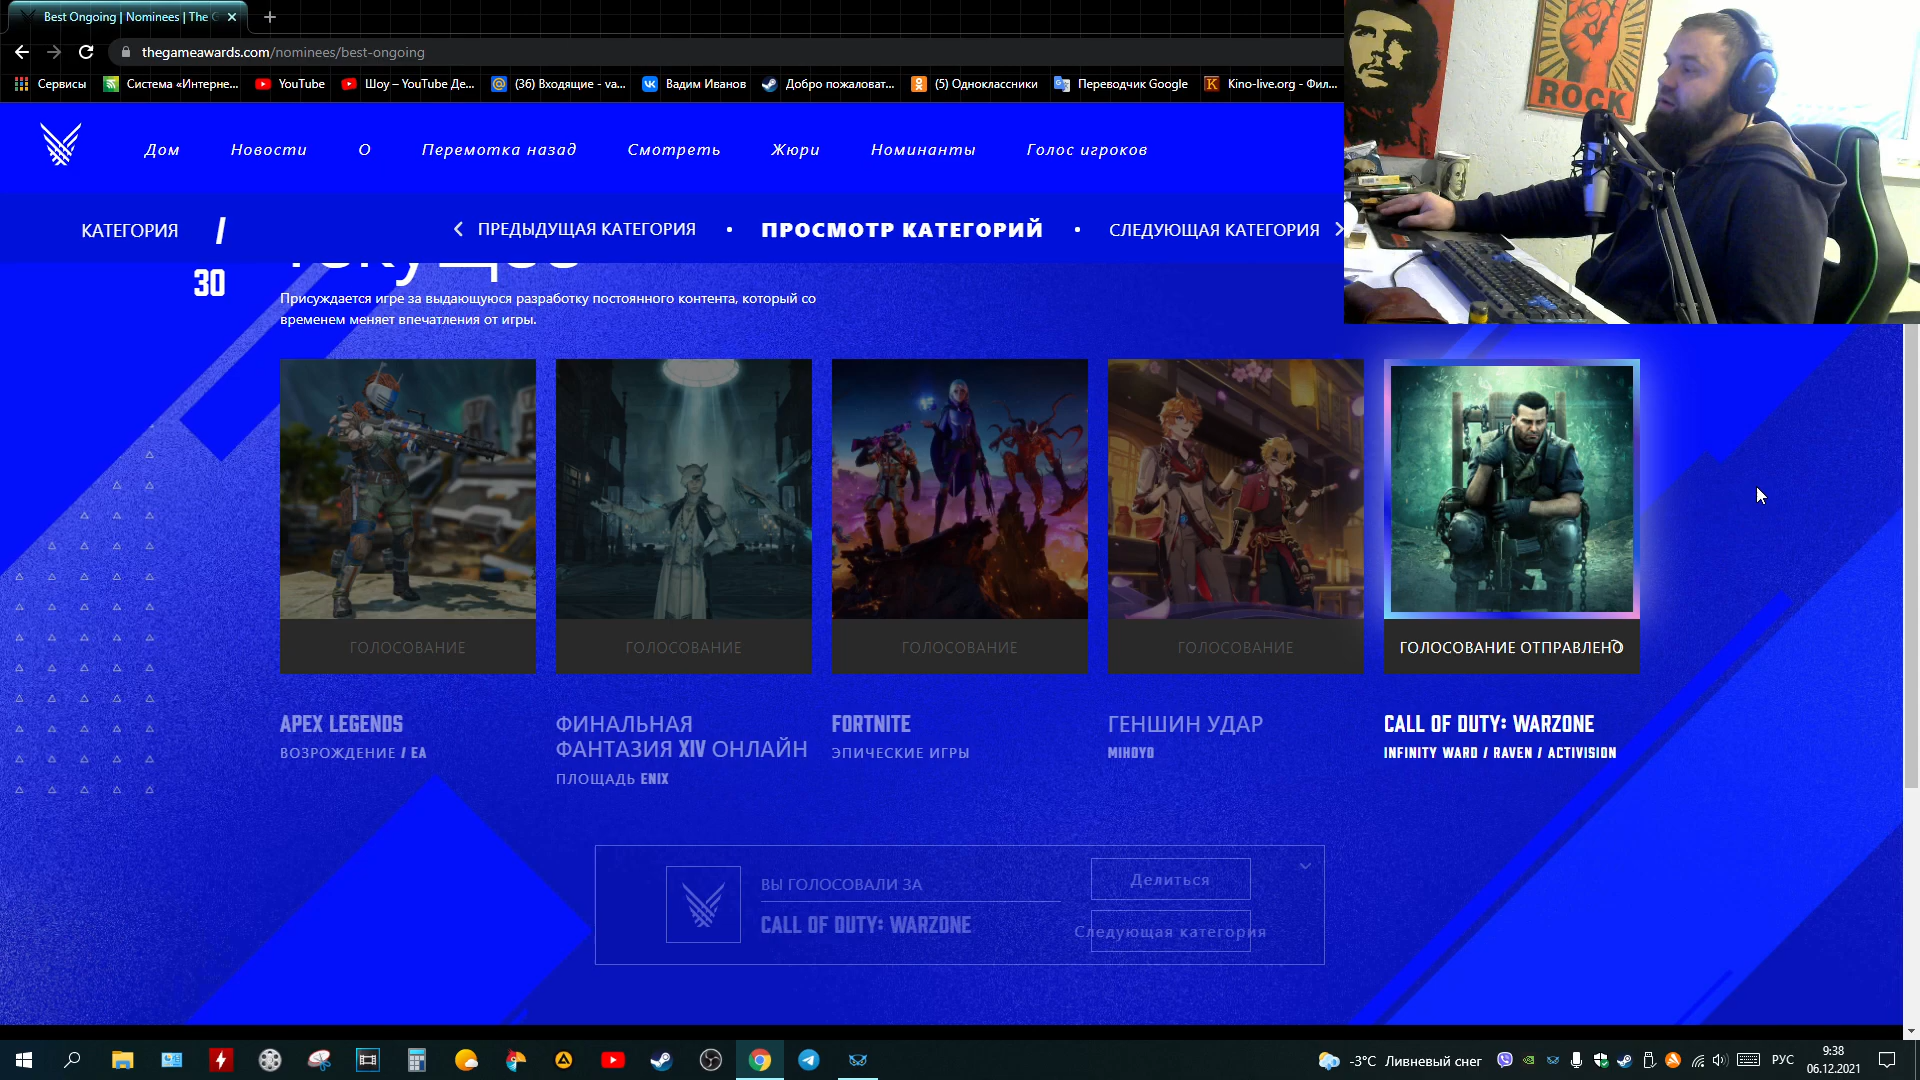 Best Ongoing | Nominees | The G
thegameawards.com/nominees/best-ongoing
Сервисы
Система «Интерне...
YouTube
Шоу – YouTube Де...
(36) Входящие - va...
Вадим Иванов
Добро пожаловат...
(5) Одноклассники
Переводчик Google
Kino-live.org - Фил...
ROCK
Дом
Новости
О
Перемотка назад
Смотреть
Жюри
Номинанты
Голос игроков
КАТЕГОРИЯ
/
30
ПРЕДЫДУЩАЯ КАТЕГОРИЯ
•
ПРОСМОТР КАТЕГОРИЙ
•
СЛЕДУЮЩАЯ КАТЕГОРИЯ
Присуждается игре за выдающуюся разработку постоянного контента, который со
временем меняет впечатления от игры.
ГОЛОСОВАНИЕ
ГОЛОСОВАНИЕ
ГОЛОСОВАНИЕ
ГОЛОСОВАНИЕ
ГОЛОСОВАНИЕ ОТПРАВЛЕНО
APEX LEGENDS
ВОЗРОЖДЕНИЕ / EA
ФИНАЛЬНАЯ
ФАНТАЗИЯ XIV ОНЛАЙН
ПЛОЩАДЬ ENIX
FORTNITE
ЭПИЧЕСКИЕ ИГРЫ
ГЕНШИН УДАР
MIHOYO
CALL OF DUTY: WARZONE
INFINITY WARD / RAVEN / ACTIVISION
ВЫ ГОЛОСОВАЛИ ЗА
CALL OF DUTY: WARZONE
Делиться
Следующая категория
-3°C Ливневый снег
РУС
9:38
06.12.2021